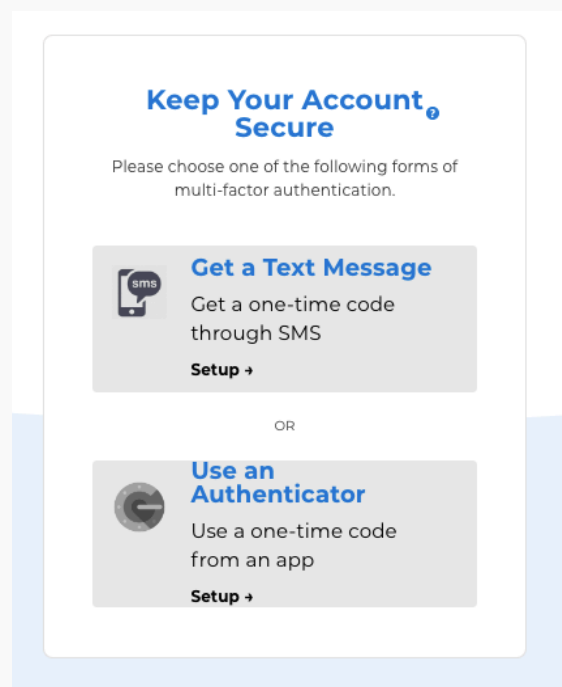 Keep Your Account
Secure
Please choose one of the following forms of
multi-factor authentication.
sms
Get a Text Message
Get a one-time code
through SMS
Setup →
OR
Use an
Authenticator
Use a one-time code
from an app
Setup →